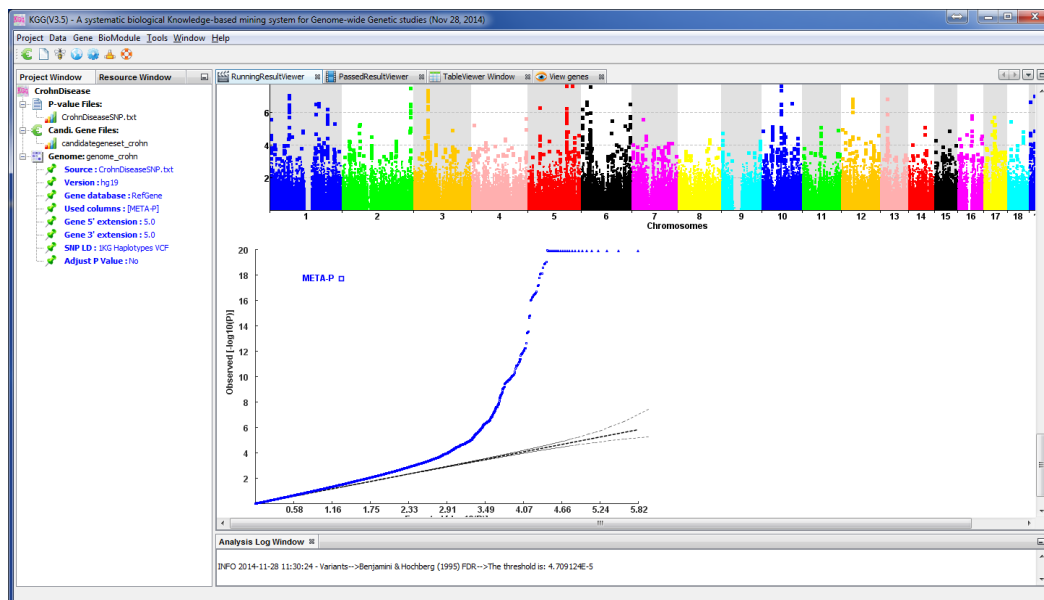 KGG(V3.5) - A systematic biological Knowledge-based mining system for Genome-wide Genetic studies (Nov 28, 2014)
Project Data Gene BioModule Tools Window Help
Project Window Resource Window
RunningResultViewer PassedResultViewer TableViewer Window View genes
CrohnDisease
P-value Files:
CrohnDiseaseSNP.txt
Candi. Gene Files:
candidategeneset_crohn
Genome: genome_crohn
Source : CrohnDiseaseSNP.txt
Version : hg19
Gene database : RefGene
Used columns : [META-P]
Gene 5' extension : 5.0
Gene 3' extension : 5.0
SNP LD : 1KG Haplotypes VCF
Adjust P Value : No
6
4
2
1 2 3 4 5 6 7 8 9 10 11 12 13 14 15 16 17 18
Chromosomes
20
18
16
14
12
10
8
6
4
2
Observed [-log10(P)]
META-P
0.58 1.16 1.75 2.33 2.91 3.49 4.07 4.66 5.24 5.82
Analysis Log Window
INFO 2014-11-28 11:30:24 - Variants-->Benjamini & Hochberg (1995) FDR-->The threshold is: 4.709124E-5